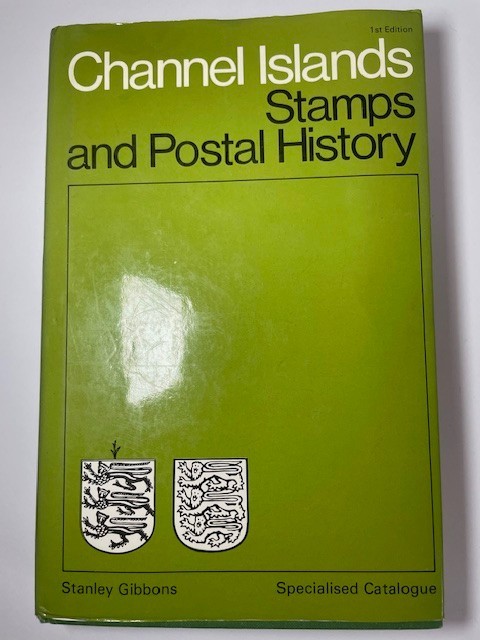 1st Edition
Channel Islands
Stamps
and Postal History
Stanley Gibbons Specialised Catalogue